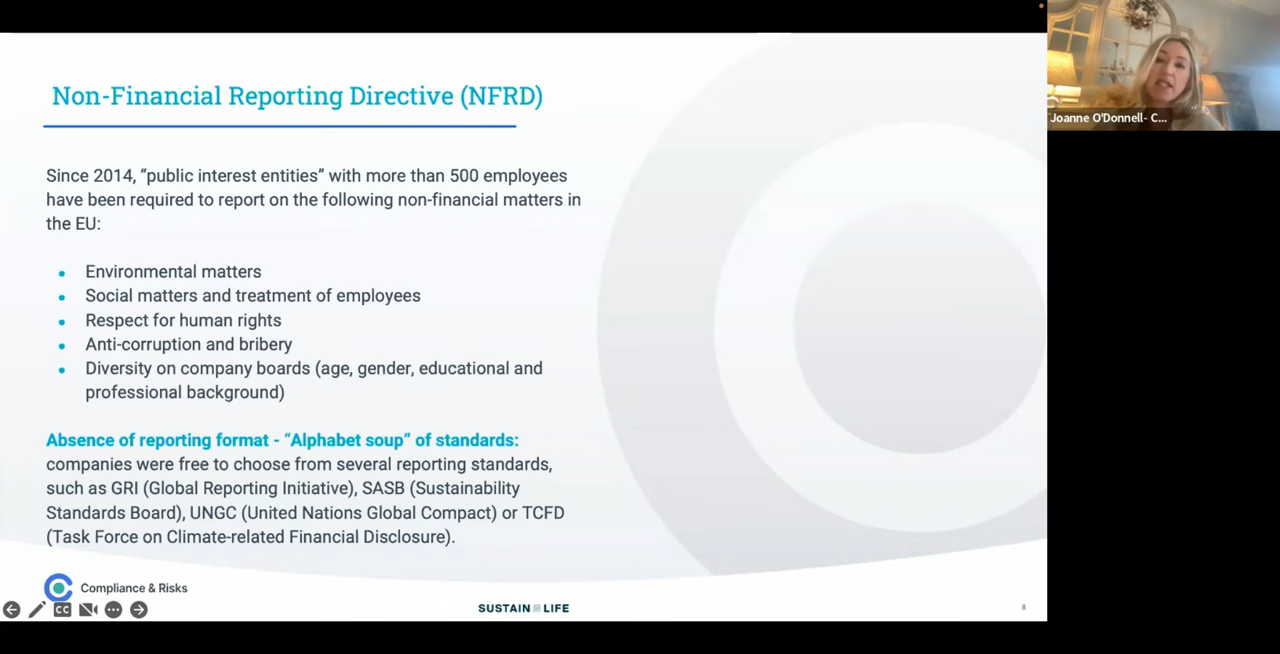 Non-Financial Reporting Directive (NFRD)
Since 2014, “public interest entities” with more than 500 employees
have been required to report on the following non-financial matters in
the EU:
Environmental matters
Social matters and treatment of employees
Respect for human rights
Anti-corruption and bribery
Diversity on company boards (age, gender, educational and
professional background)
Absence of reporting format - “Alphabet soup” of standards:
companies were free to choose from several reporting standards,
such as GRI (Global Reporting Initiative), SASB (Sustainability
Standards Board), UNGC (United Nations Global Compact) or TCFD
(Task Force on Climate-related Financial Disclosure).
Compliance & Risks
CC
SUSTAIN LIFE
8
Joanne O'Donnell- C...